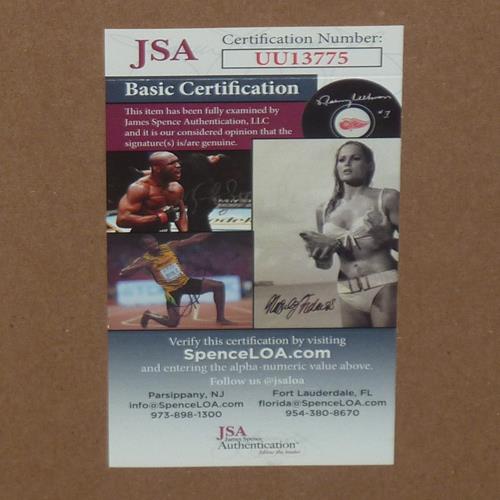 JSA
Certification Number:
UU13775
Basic Certification
This item has been fully examined by
James Spence Authentication, LLC
and it is our considered opinion that the
signature(s) is/are genuine.
Verify this certification by visiting
SpenceLOA.com
and entering the alpha-numeric value above.
Follow us @jsaloa
Parsippany, NJ
info@SpenceLOA.com
973-898-1300
Fort Lauderdale, FL
florida@SpenceLOA.com
954-380-8670
JSA
James Spence
Authentication
follow the leader